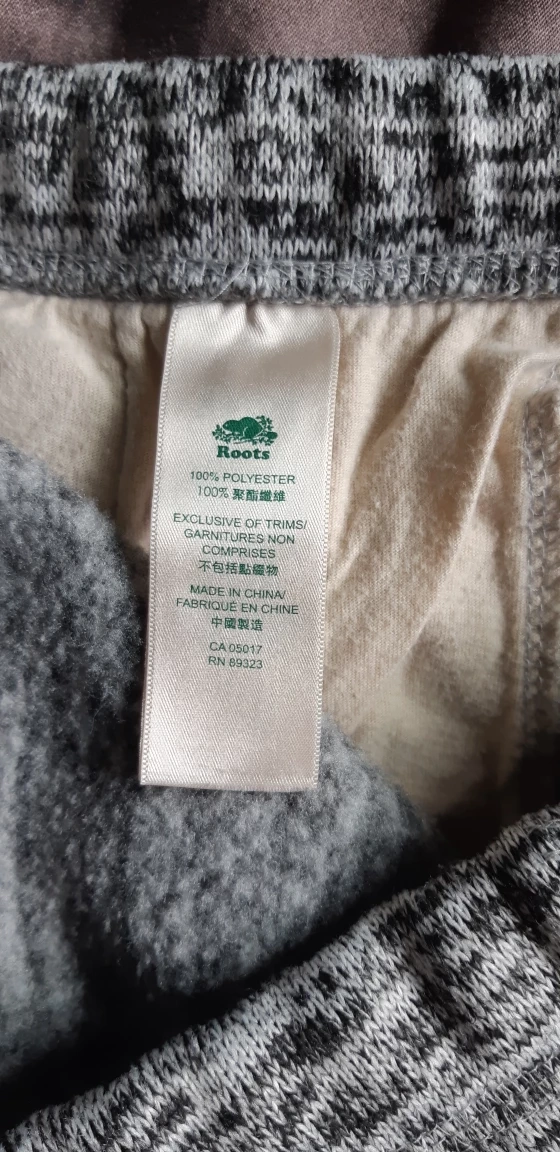 Roots
100% POLYESTER
100% 聚酯纖維
EXCLUSIVE OF TRIMS/
GARNITURES NON
COMPRISES
不包括點綴物
MADE IN CHINA/
FABRIQUÉ EN CHINE
中國製造
CA 05017
RN 89323